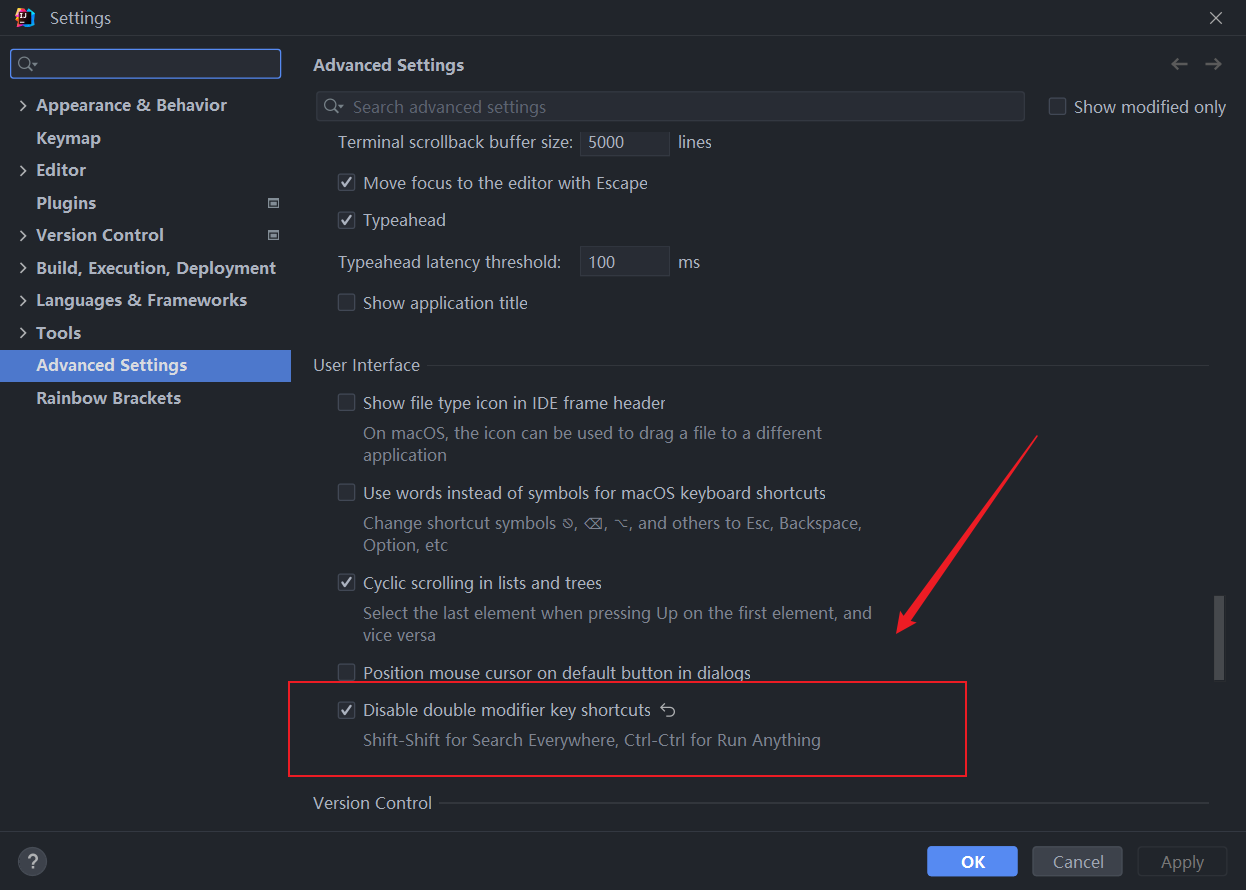 Settings
Advanced Settings
Search advanced settings
Show modified only
Appearance & Behavior
Keymap
Editor
Plugins
Version Control
Build, Execution, Deployment
Languages & Frameworks
Tools
Advanced Settings
Rainbow Brackets
Terminal scrollback buffer size: 5000 lines
Move focus to the editor with Escape
Typeahead
Typeahead latency threshold: 100 ms
Show application title
User Interface
Show file type icon in IDE frame header
On macOS, the icon can be used to drag a file to a different
application
Use words instead of symbols for macOS keyboard shortcuts
Change shortcut symbols ⎋, ⌫, ⌥, and others to Esc, Backspace,
Option, etc
Cyclic scrolling in lists and trees
Select the last element when pressing Up on the first element, and
vice versa
Position mouse cursor on default button in dialogs
Disable double modifier key shortcuts
Shift-Shift for Search Everywhere, Ctrl-Ctrl for Run Anything
Version Control
?
OK
Cancel
Apply